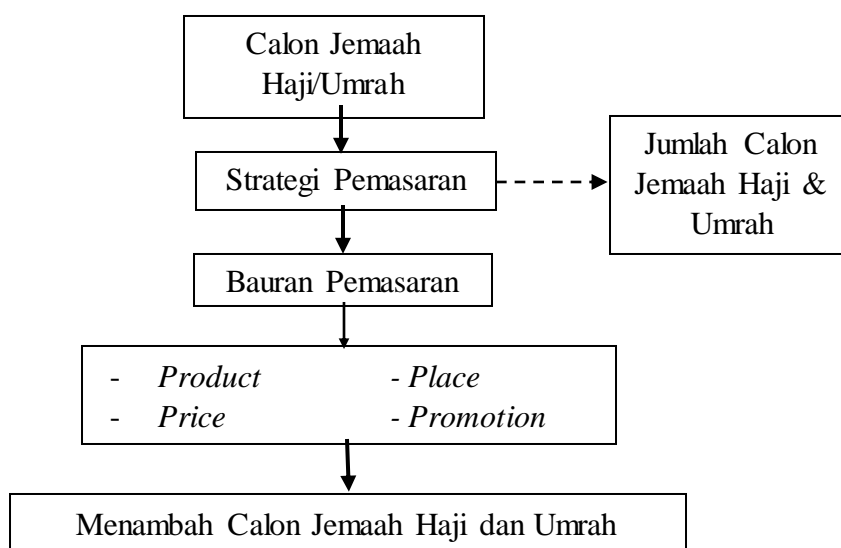 Calon Jemaah
Haji/Umrah
Strategi Pemasaran
Jumlah Calon
Jemaah Haji &
Umrah
Bauran Pemasaran
- Product - Place
- Price - Promotion
Menambah Calon Jemaah Haji dan Umrah